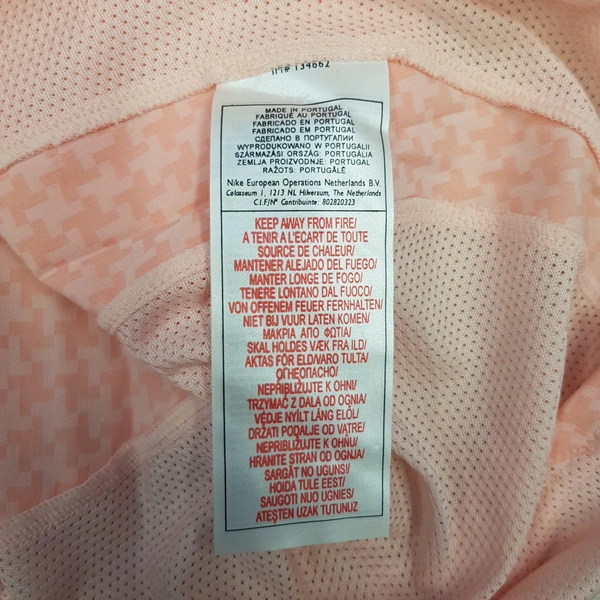 MADE IN PORTUGAL
FABRIQUÉ AU PORTUGAL
FABRICADO EN PORTUGAL
FABRICADO EM PORTUGAL
СДЕЛАНО В ПОРТУГАЛИИ
WYPRODUKOWANO W PORTUGALII
SZÁRMAZÁSI ORSZÁG: PORTUGÁLIA
ZEMLJA PROIZVODNJE: PORTUGAL
RAŽOTS: PORTUGĀLĒ
Nike European Operations Netherlands B.V.
Colosseum 1, 1213 NL Hilversum, The Netherlands
C.I.F/Nº Contribuinte: 802820323
KEEP AWAY FROM FIRE/
A TENIR A L'ECART DE TOUTE
SOURCE DE CHALEUR/
MANTENER ALEJADO DEL FUEGO/
MANTER LONGE DE FOGO/
TENERE LONTANO DAL FUOCO/
VON OFFENEM FEUER FERNHALTEN/
NIET BIJ VUUR LATEN KOMEN/
ΜΑΚΡΙΑ ΑΠΟ ΦΩΤΙΑ/
SKAL HOLDES VÆK FRA ILD/
AKTAS FÖR ELD/VARO TULTA/
ОГНЕОПАСНО/
NEPRIBLIŽUJTE K OHNI/
TRZYMAĆ Z DALA OD OGNIA/
VÉDJE NYÍLT LÁNG ELÖL/
DRŽATI PODALJE OD VATRE/
NEPŘIBLIŽUJTE K OHŇU/
HRANITE STRAN OD OGNJA/
SARGĀT NO UGUNS/
HOIDA TULE EEST/
SAUGOTI NUO UGNIES/
ATEŞTEN UZAK TUTUNUZ